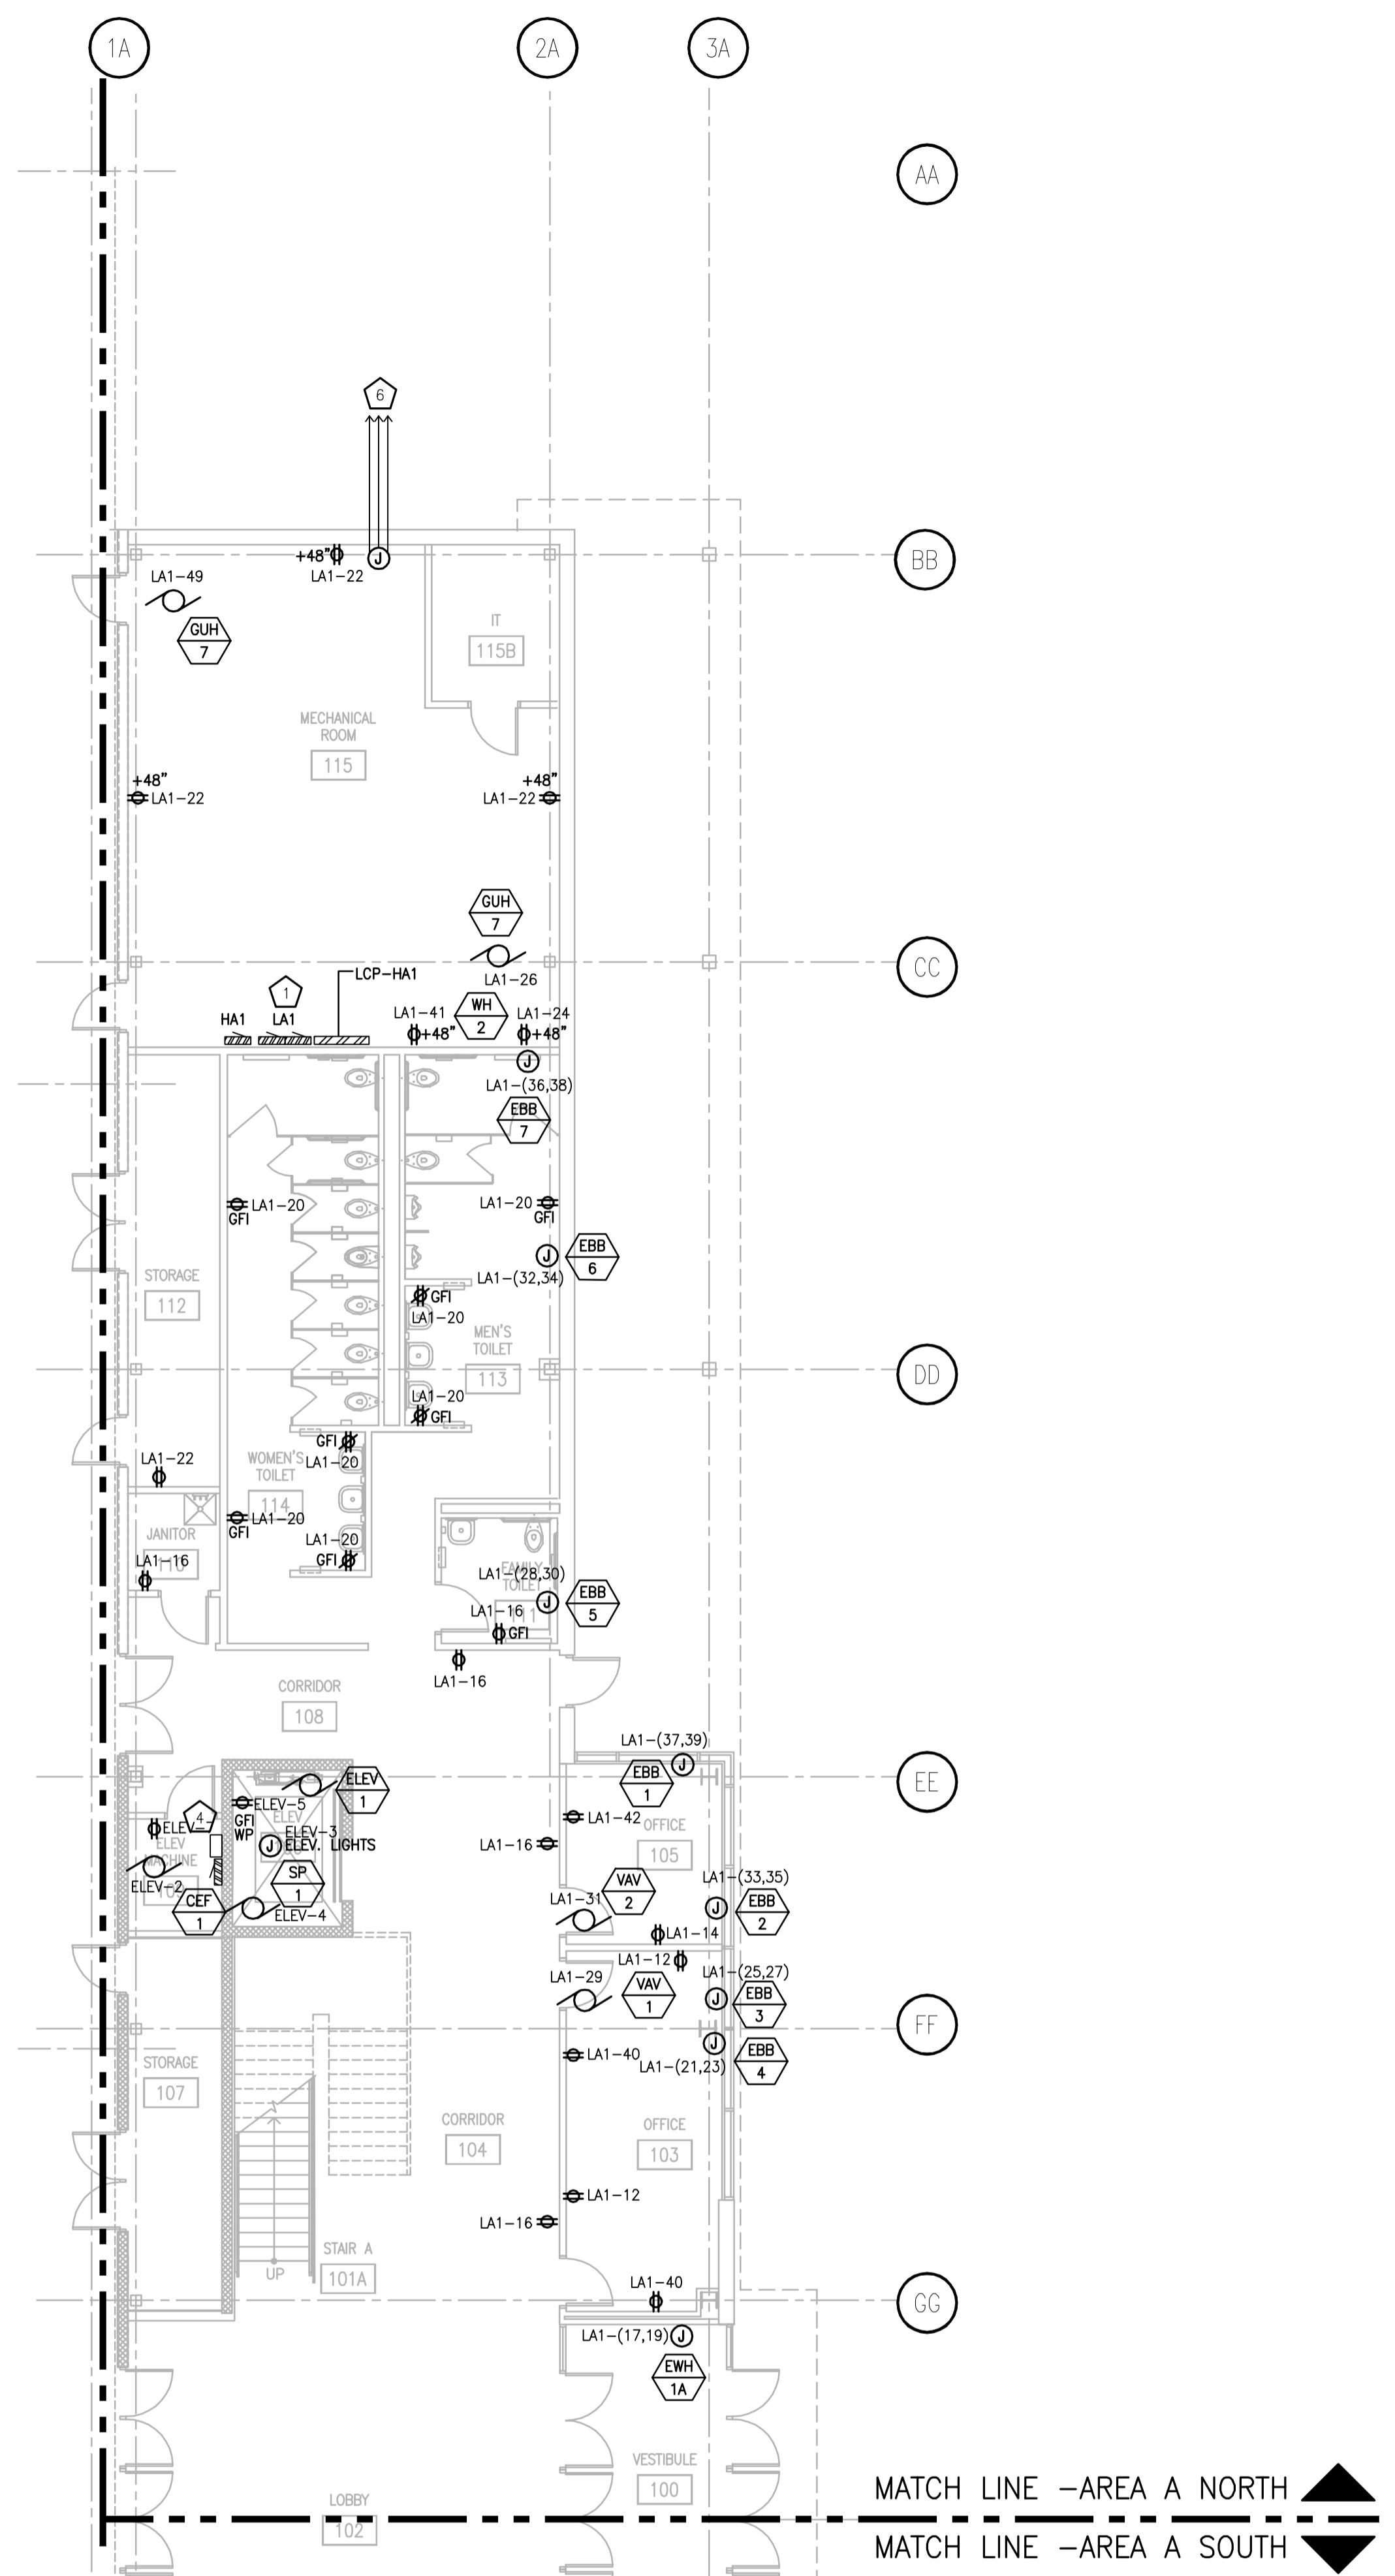 1A
2A
3A
AA
6
BB
+48"
LA1-22
J
LA1-49
GUH
7
IT
115B
MECHANICAL
ROOM
115
+48"
LA1-22
+48"
LA1-22
GUH
7
LA1-26
CC
LCP-HA1
1
HA1
LA1
LA1-41
+48"
WH
2
LA1-24
+48"
J
LA1-(36,38)
EBB
7
LA1-20
GFI
LA1-20
GFI
J
EBB
6
LA1-(32,34)
STORAGE
112
GFI
LA1-20
MEN'S
TOILET
113
DD
LA1-20
GFI
GFI
LA1-20
WOMEN'S
TOILET
114
LA1-22
LA1-20
GFI
LA1-20
GFI
JANITOR
LA1-16
FAMILY
TOILET
111
LA1-(28,30)
J
EBB
5
LA1-16
GFI
LA1-16
CORRIDOR
108
LA1-(37,39)
J
EBB
1
EE
ELEV
1
ELEV-5
GFI
WP
4
ELEV
ELEV-3
J
ELEV. LIGHTS
ELEV
MACHINE
ELEV-2
SP
1
CEF
1
ELEV-4
LA1-42
LA1-16
OFFICE
105
VAV
2
LA1-31
LA1-(33,35)
J
EBB
2
LA1-14
LA1-12
LA1-29
VAV
1
LA1-(25,27)
J
EBB
3
FF
J
LA1-(21,23)
EBB
4
LA1-40
STORAGE
107
CORRIDOR
104
OFFICE
103
LA1-12
LA1-16
STAIR A
101A
UP
LA1-40
GG
LA1-(17,19)
J
EWH
1A
VESTIBULE
100
LOBBY
102
MATCH LINE -AREA A NORTH
MATCH LINE -AREA A SOUTH